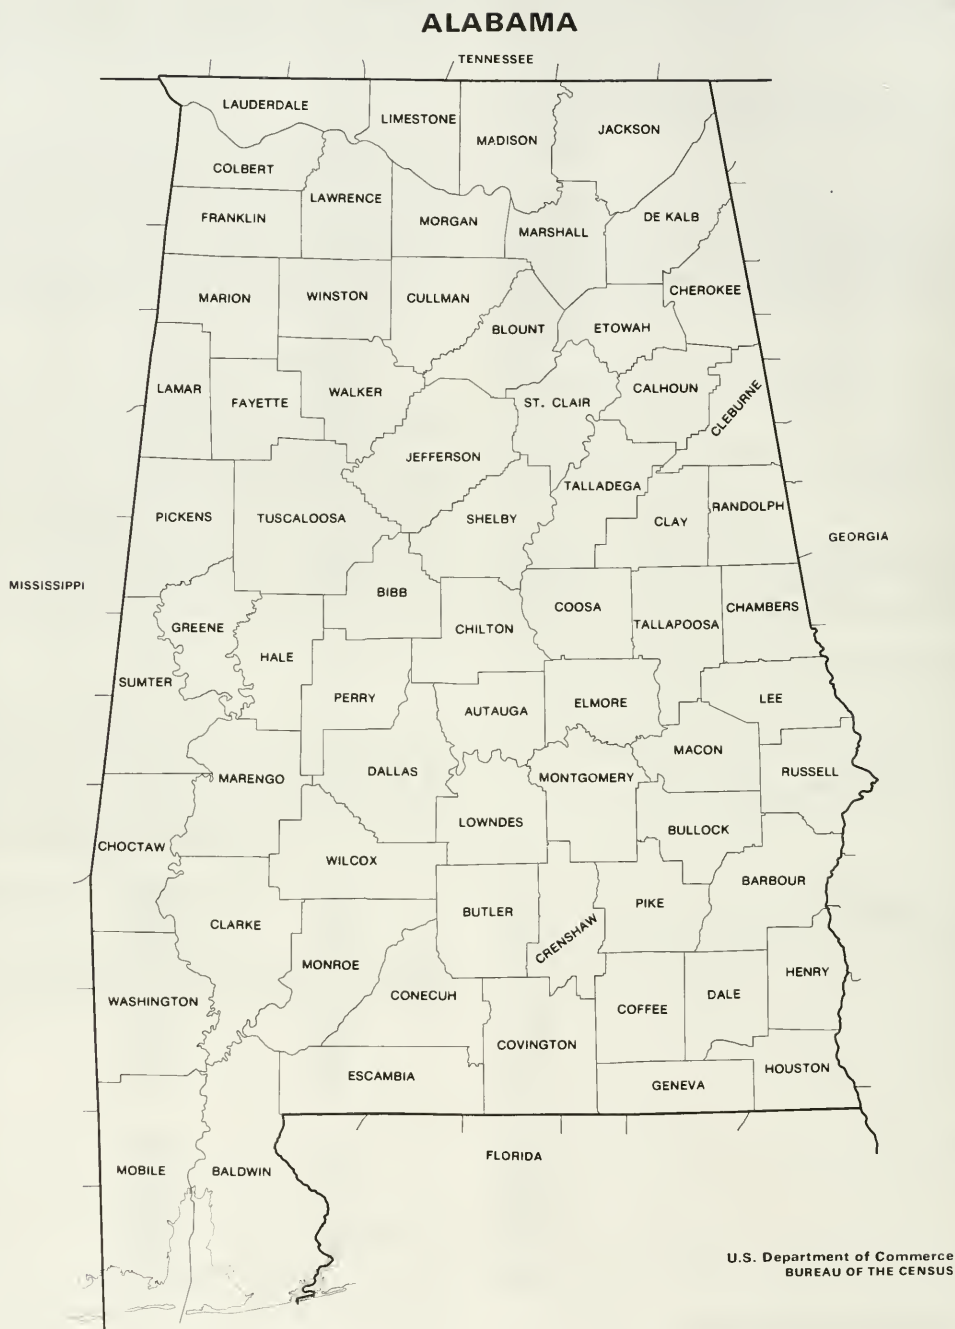 ALABAMA
TENNESSEE
LAUDERDALE
LIMESTONE
MADISON
JACKSON
COLBERT
LAWRENCE
FRANKLIN
MORGAN
MARSHALL
DE KALB
MARION
WINSTON
CULLMAN
CHEROKEE
BLOUNT
ETOWAH
LAMAR
FAYETTE
WALKER
ST. CLAIR
CALHOUN
CLEBURNE
JEFFERSON
TALLADEGA
PICKENS
TUSCALOOSA
SHELBY
CLAY
RANDOLPH
GEORGIA
MISSISSIPPI
BIBB
COOSA
CHAMBERS
GREENE
CHILTON
TALLAPOOSA
HALE
SUMTER
PERRY
AUTAUGA
ELMORE
LEE
MARENGO
DALLAS
MONTGOMERY
MACON
RUSSELL
LOWNDES
BULLOCK
CHOCTAW
WILCOX
BARBOUR
CLARKE
BUTLER
CRENSHAW
PIKE
MONROE
WASHINGTON
CONECUH
COFFEE
DALE
HENRY
COVINGTON
ESCAMBIA
GENEVA
HOUSTON
MOBILE
BALDWIN
FLORIDA
U.S. Department of Commerce
BUREAU OF THE CENSUS